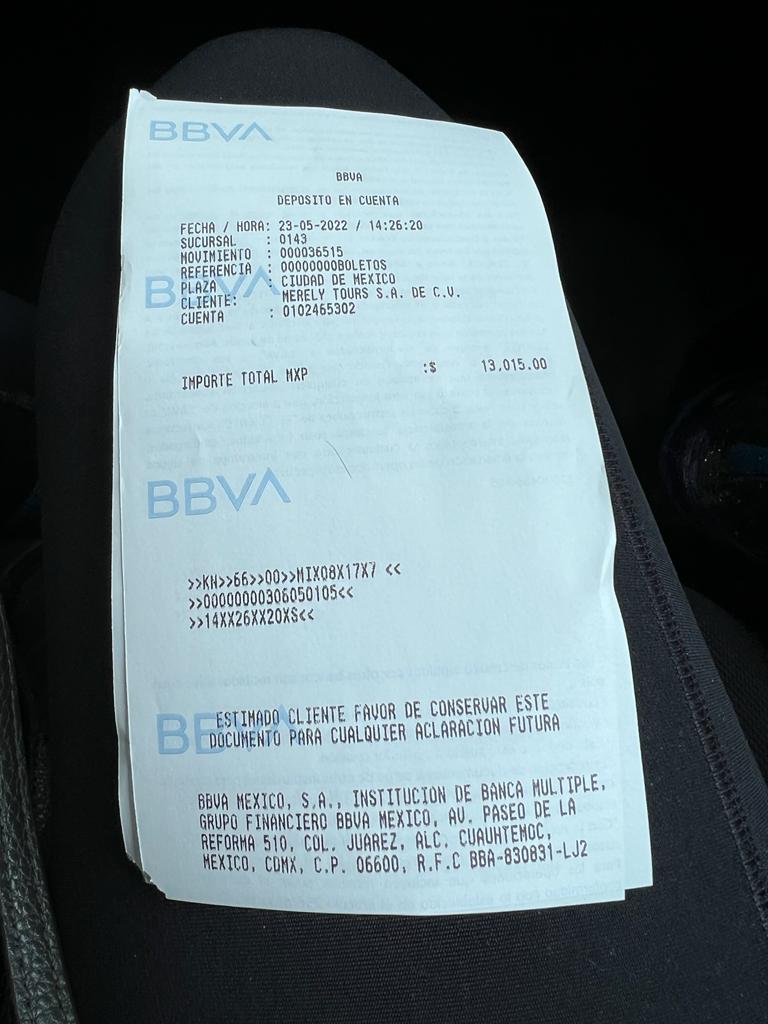 BBVA
BBVA
DEPOSITO EN CUENTA
FECHA / HORA: 23-05-2022 / 14:26:20
SUCURSAL : 0143
MOVIMIENTO : 000036515
REFERENCIA : 00000000BOLETOS
PLAZA : CIUDAD DE MEXICO
BBVA
CLIENTE: MERELY TOURS S.A. DE C.V.
CUENTA : 0102465302
IMPORTE TOTAL MXP :$ 13,015.00
BBVA
>>KN>>66>>00>>MIX08X17X7 <<
>>00000000306050105<<
>>14XX26XX20XS<<
BBVA
ESTIMADO CLIENTE FAVOR DE CONSERVAR ESTE
DOCUMENTO PARA CUALQUIER ACLARACION FUTURA
BBVA MEXICO, S.A., INSTITUCION DE BANCA MULTIPLE,
GRUPO FINANCIERO BBVA MEXICO, AV. PASEO DE LA
REFORMA 510, COL. JUAREZ, ALC. CUAUHTEMOC,
MEXICO, CDMX, C.P. 06600, R.F.C BBA-830831-LJ2